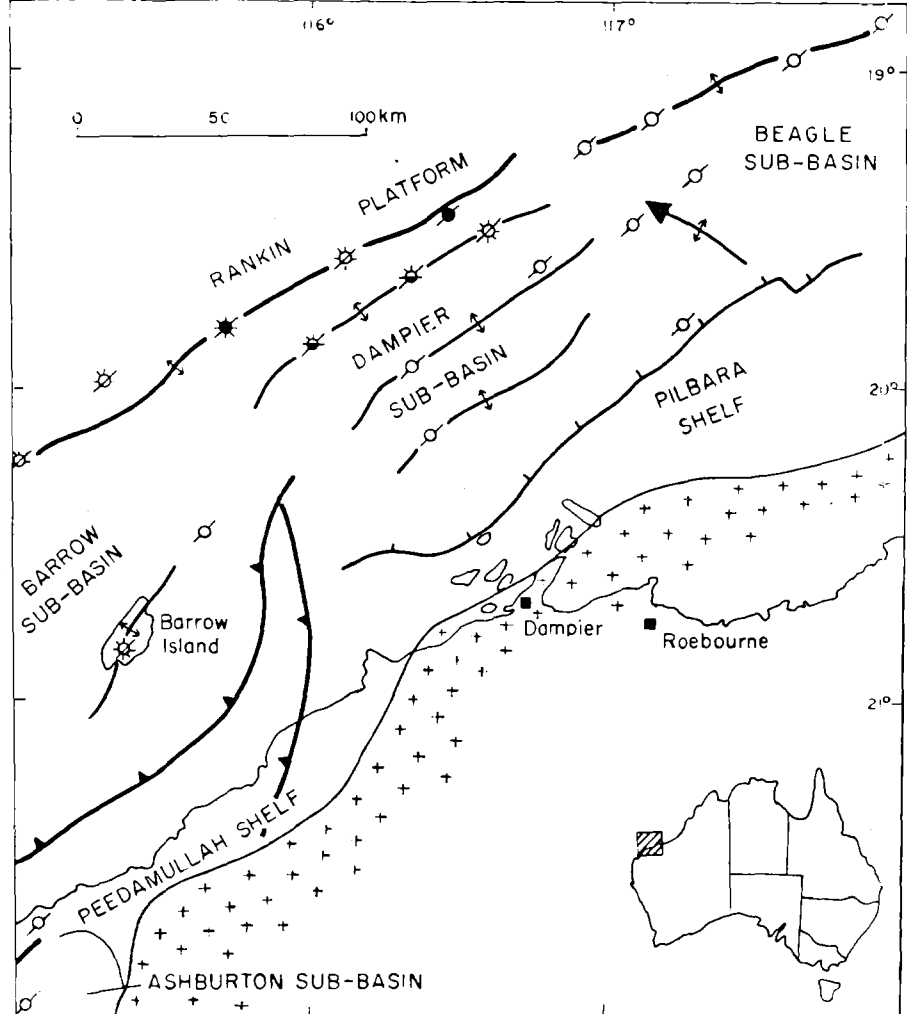 116°
117°
19°
0 50 100km
BEAGLE
SUB-BASIN
RANKIN PLATFORM
DAMPIER
SUB-BASIN
20°
PILBARA
SHELF
BARROW
SUB-BASIN
Barrow
Island
Dampier
Roebourne
21°
PEEDAMULLAH SHELF
ASHBURTON SUB-BASIN